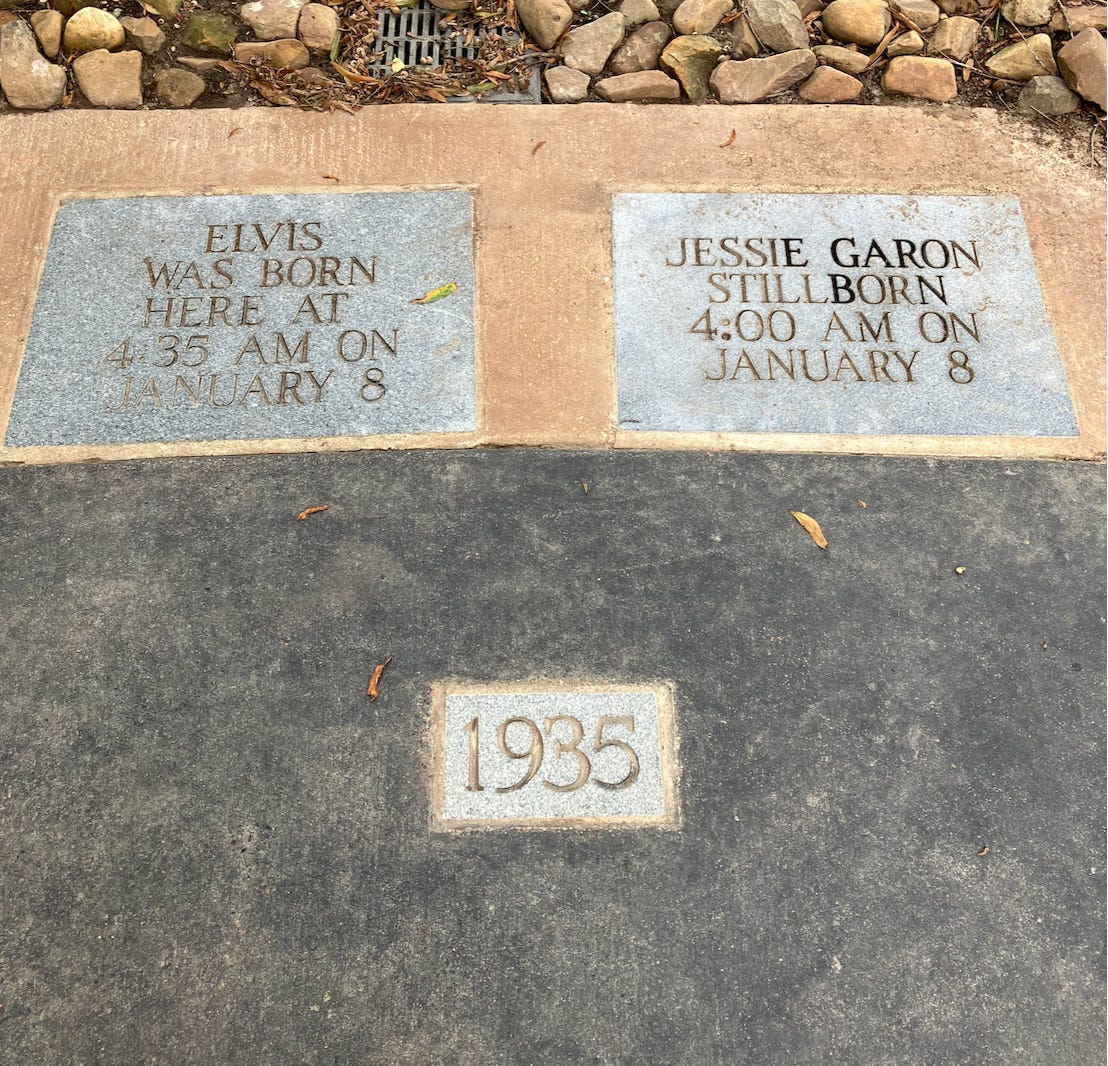 ELVIS
WAS BORN
HERE AT
4:35 AM ON
JANUARY 8
JESSIE GARON
STILLBORN
4:00 AM ON
JANUARY 8
1935